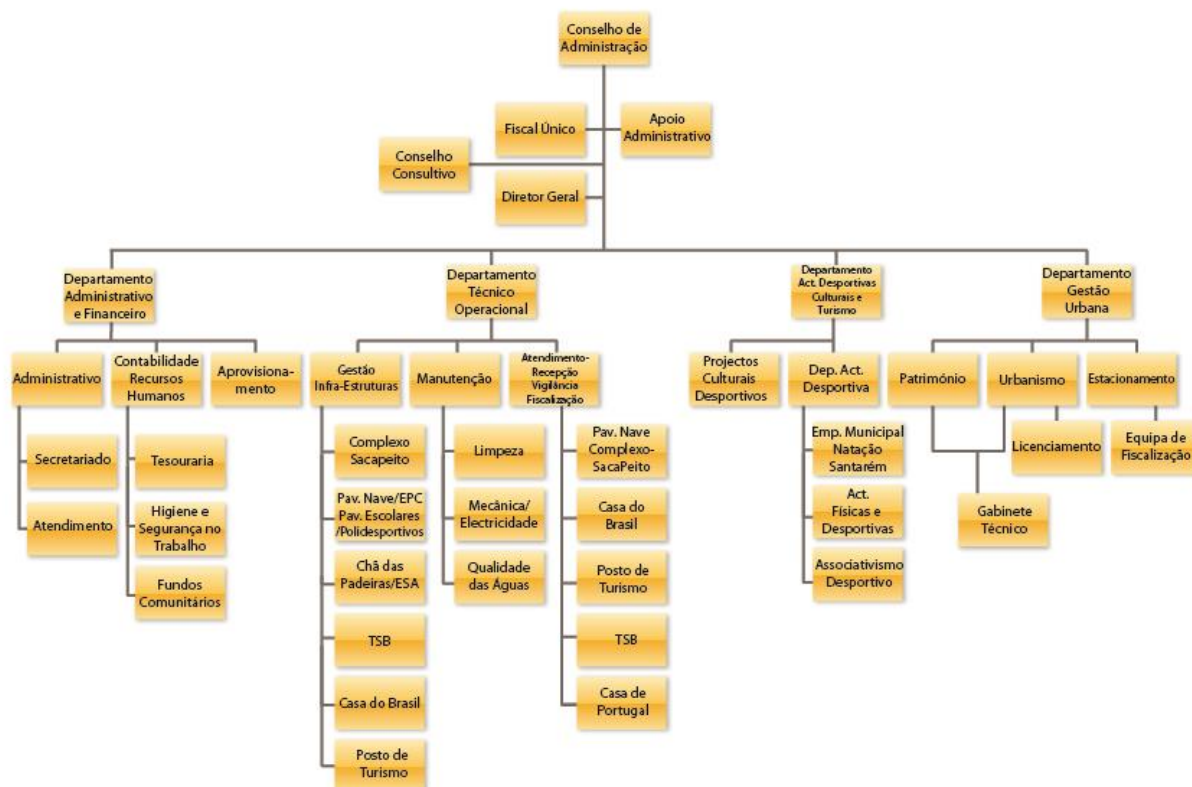 Conselho de
Administração
Fiscal Único
Apoio
Administrativo
Conselho
Consultivo
Diretor Geral
Departamento
Administrativo
e Financeiro
Departamento
Técnico
Operacional
Departamento
Act. Desportivas
Culturais e
Turismo
Departamento
Gestão
Urbana
Administrativo
Contabilidade
Recursos
Humanos
Aprovisiona-
mento
Gestão
Infra-Estruturas
Manutenção
Atendimento-
Recepção
Vigilância
Fiscalização
Projectos
Culturais
Desportivos
Dep. Act.
Desportiva
Património
Urbanismo
Estacionamento
Secretariado
Atendimento
Tesouraria
Higiene e
Segurança no
Trabalho
Fundos
Comunitários
Complexo
Sacapeito
Pav. Nave/EPC
Pav. Escolares
/Polidesportivos
Chã das
Padeiras/ESA
TSB
Casa do Brasil
Posto de
Turismo
Limpeza
Mecânica/
Electricidade
Qualidade
das Águas
Pav. Nave
Complexo-
SacaPeito
Casa do
Brasil
Posto de
Turismo
TSB
Casa de
Portugal
Emp. Municipal
Natação
Santarém
Act.
Físicas e
Desportivas
Associativismo
Desportivo
Gabinete
Técnico
Licenciamento
Equipa de
Fiscalização